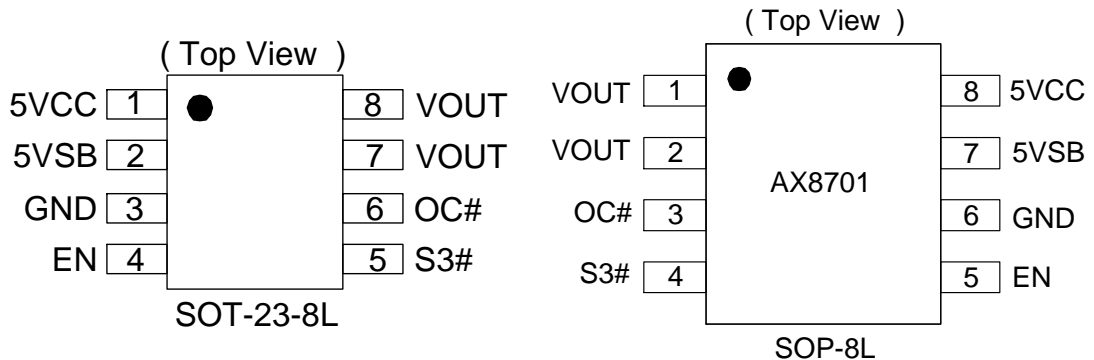 ( Top View )
5VCC 1 8 VOUT
5VSB 2 7 VOUT
GND 3 6 OC#
EN 4 5 S3#
SOT-23-8L
( Top View )
VOUT 1 8 5VCC
VOUT 2 7 5VSB
AX8701
OC# 3 6 GND
S3# 4 5 EN
SOP-8L